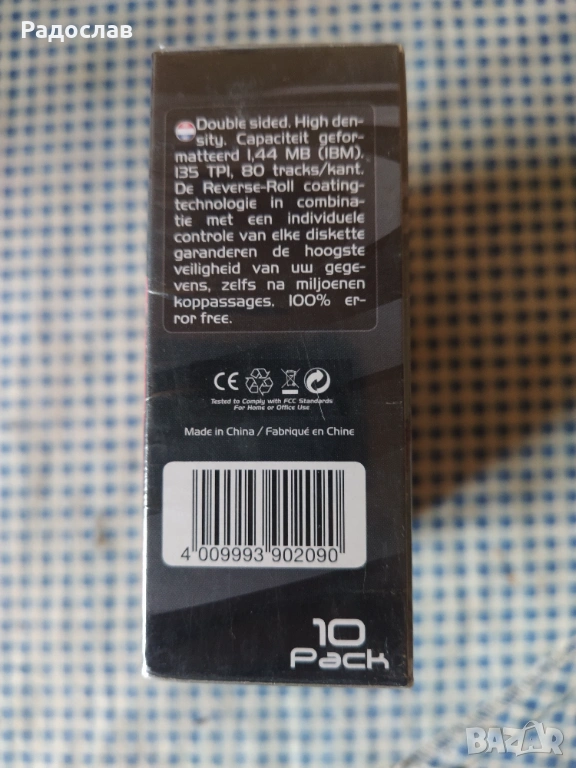 Радослав
Double sided. High den-
sity. Capaciteit gefor-
matteerd 1,44 MB (IBM).
135 TPI, 80 tracks/kant.
De Reverse-Roll coating-
technologie in combina-
tie met een individuele
controle van elke diskette
garanderen de hoogste
veiligheid van uw gege-
vens, zelfs na miljoenen
koppassages. 100% er-
ror free.
CE
Tested to Comply with FCC Standards
For Home or Office Use
Made in China / Fabriqué en Chine
4 009993 902090
10
Pack
BAZAR